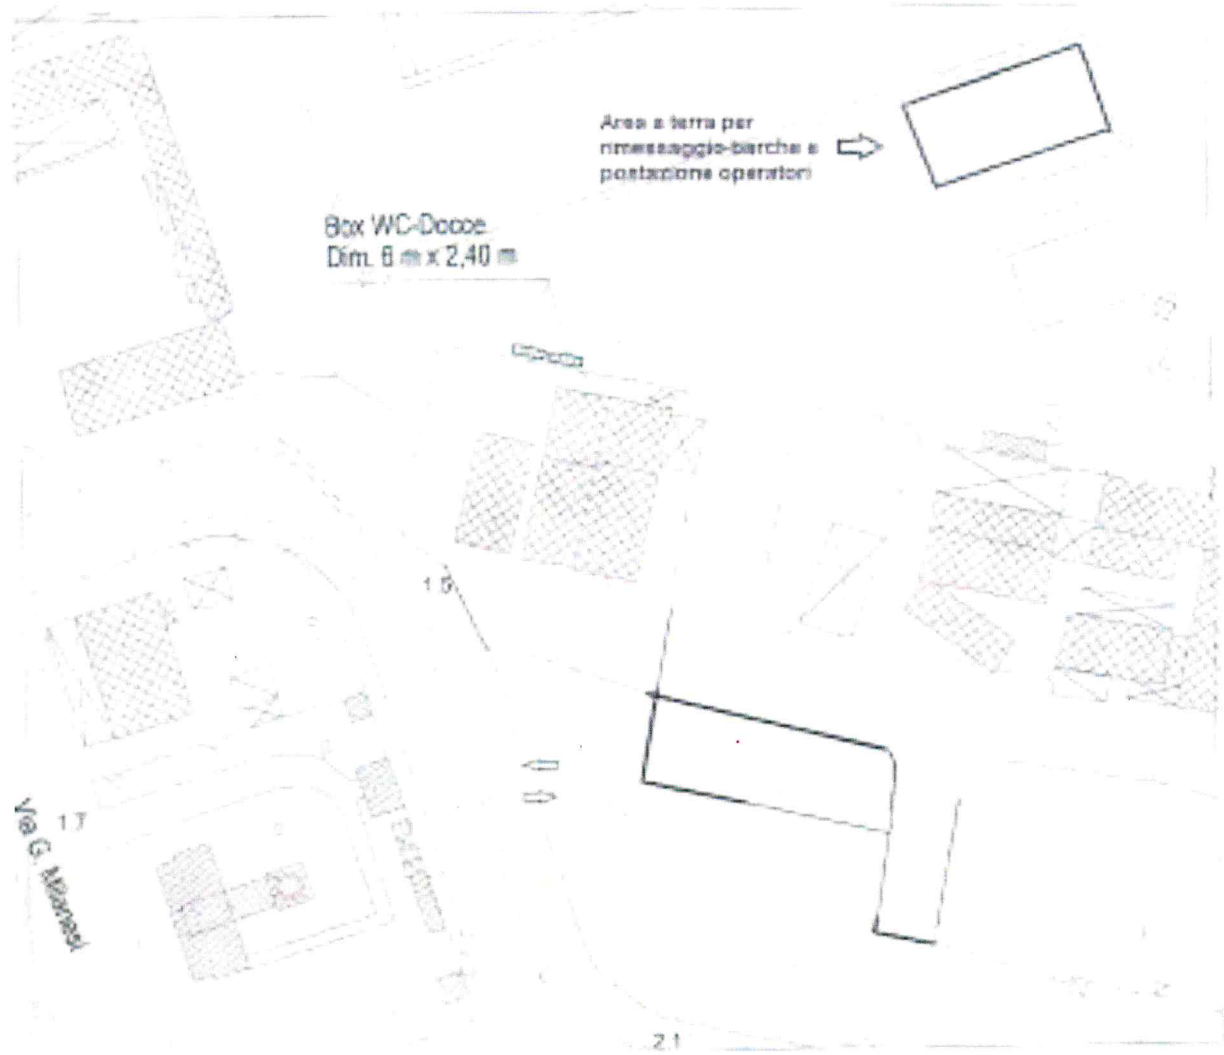 Area a terra per
rimessaggio-barche e
postazione operatori
Box WC-Docce
Dim. 6 m x 2,40 m
1.5
1.7
Via G. Milanesi
2.1